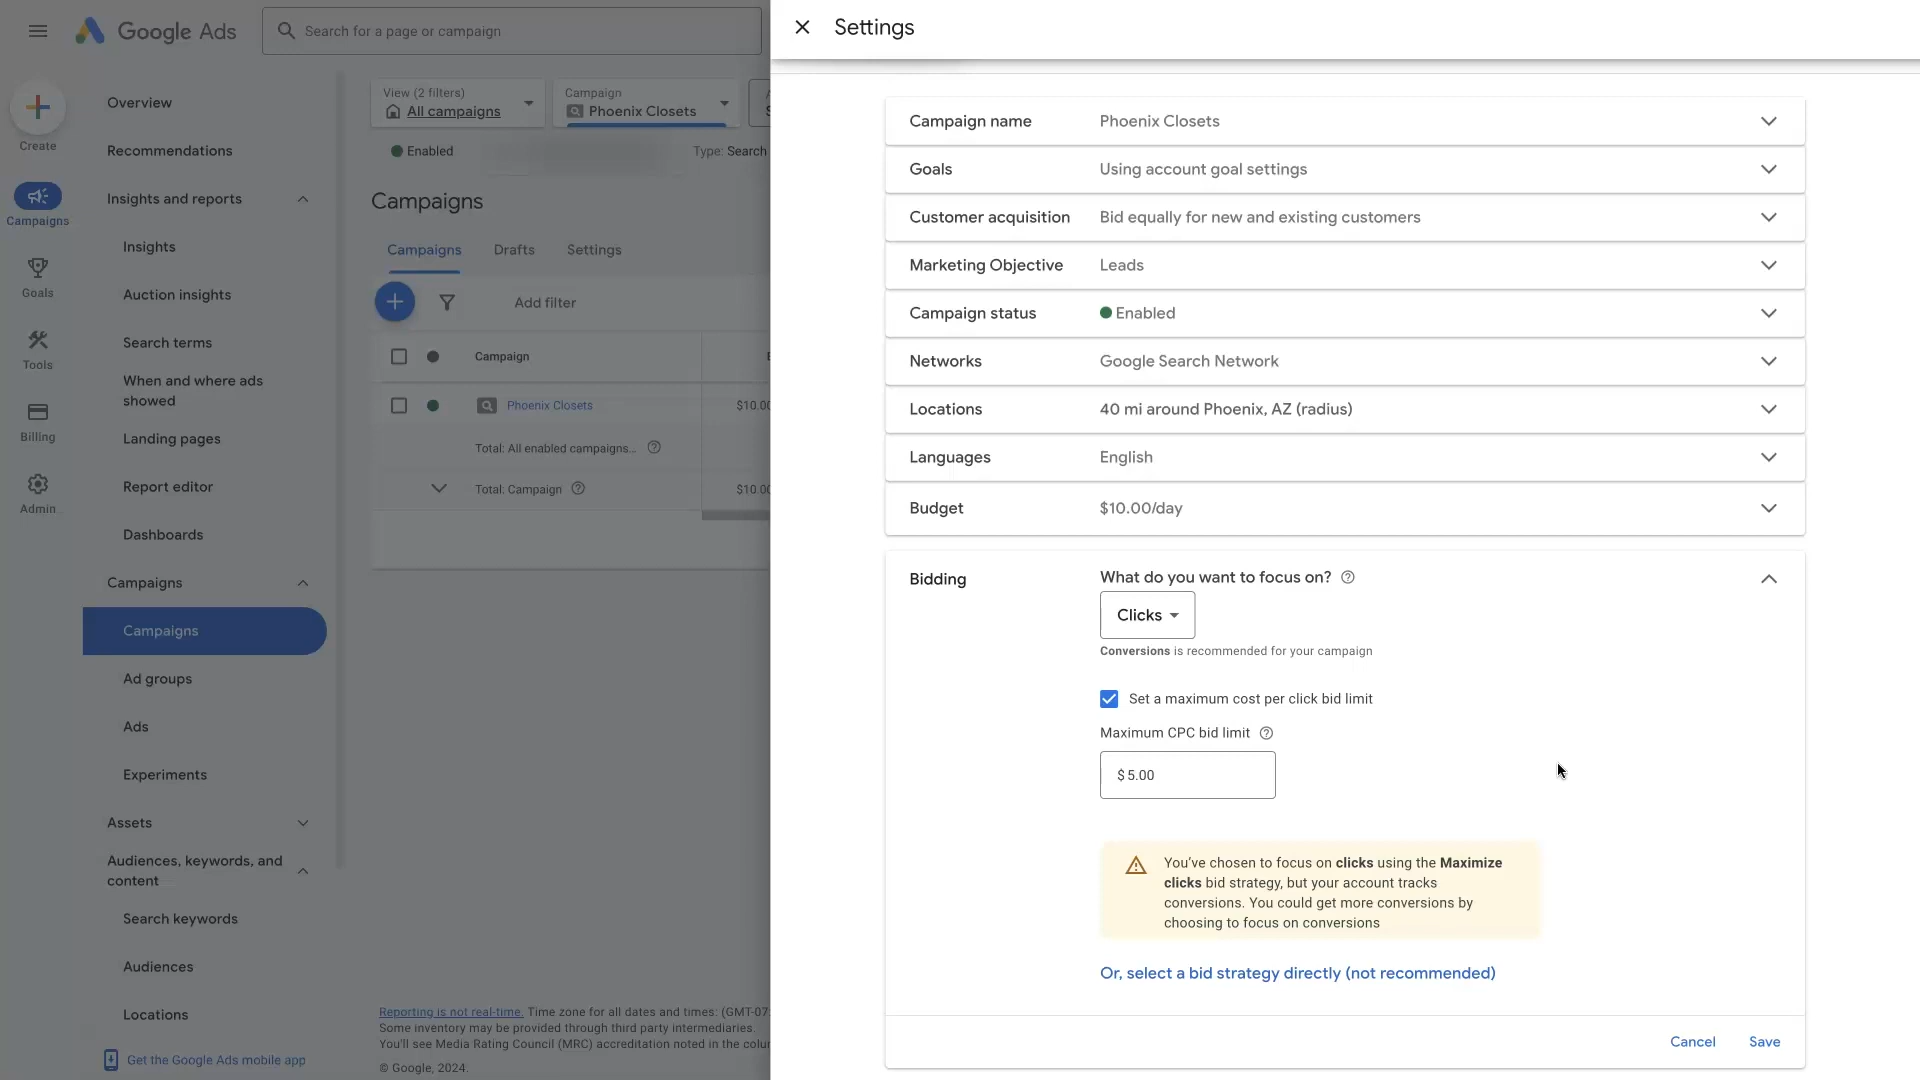 Google Ads
Search for a page or campaign
Settings
Create
Campaigns
Goals
Tools
Billing
Admin
Overview
Recommendations
Insights and reports
Insights
Auction insights
Search terms
When and where ads
showed
Landing pages
Report editor
Dashboards
Campaigns
Campaigns
Ad groups
Ads
Experiments
Assets
Audiences, keywords, and
content
Search keywords
Audiences
Locations
Get the Google Ads mobile app
View (2 filters)
All campaigns
Campaign
Phoenix Closets
Enabled
Type: Search
Campaigns
Campaigns Drafts Settings
Add filter
Campaign
Phoenix Closets $10.00
Total: All enabled campaigns...
Total: Campaign $10.00
Reporting is not real-time. Time zone for all dates and times: (GMT-07
Some inventory may be provided through third party intermediaries.
You'll see Media Rating Council (MRC) accreditation noted in the
© Google, 2024.
Campaign name Phoenix Closets
Goals Using account goal settings
Customer acquisition Bid equally for new and existing customers
Marketing Objective Leads
Campaign status Enabled
Networks Google Search Network
Locations 40 mi around Phoenix, AZ (radius)
Languages English
Budget $10.00/day
Bidding What do you want to focus on?
Clicks
Conversions is recommended for your campaign
Set a maximum cost per click bid limit
Maximum CPC bid limit
$ 5.00
You've chosen to focus on clicks using the Maximize
clicks bid strategy, but your account tracks
conversions. You could get more conversions by
choosing to focus on conversions
Or, select a bid strategy directly (not recommended)
Cancel Save